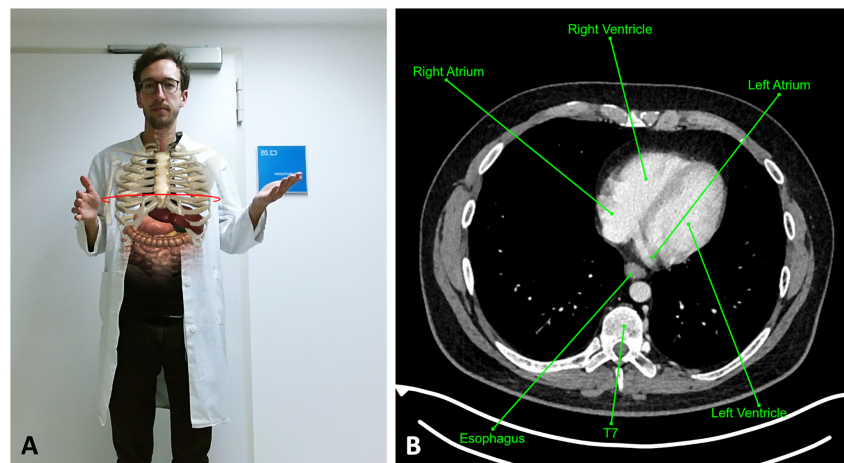 A
Right Ventricle
Right Atrium
Left Atrium
Left Ventricle
T7
Esophagus
B